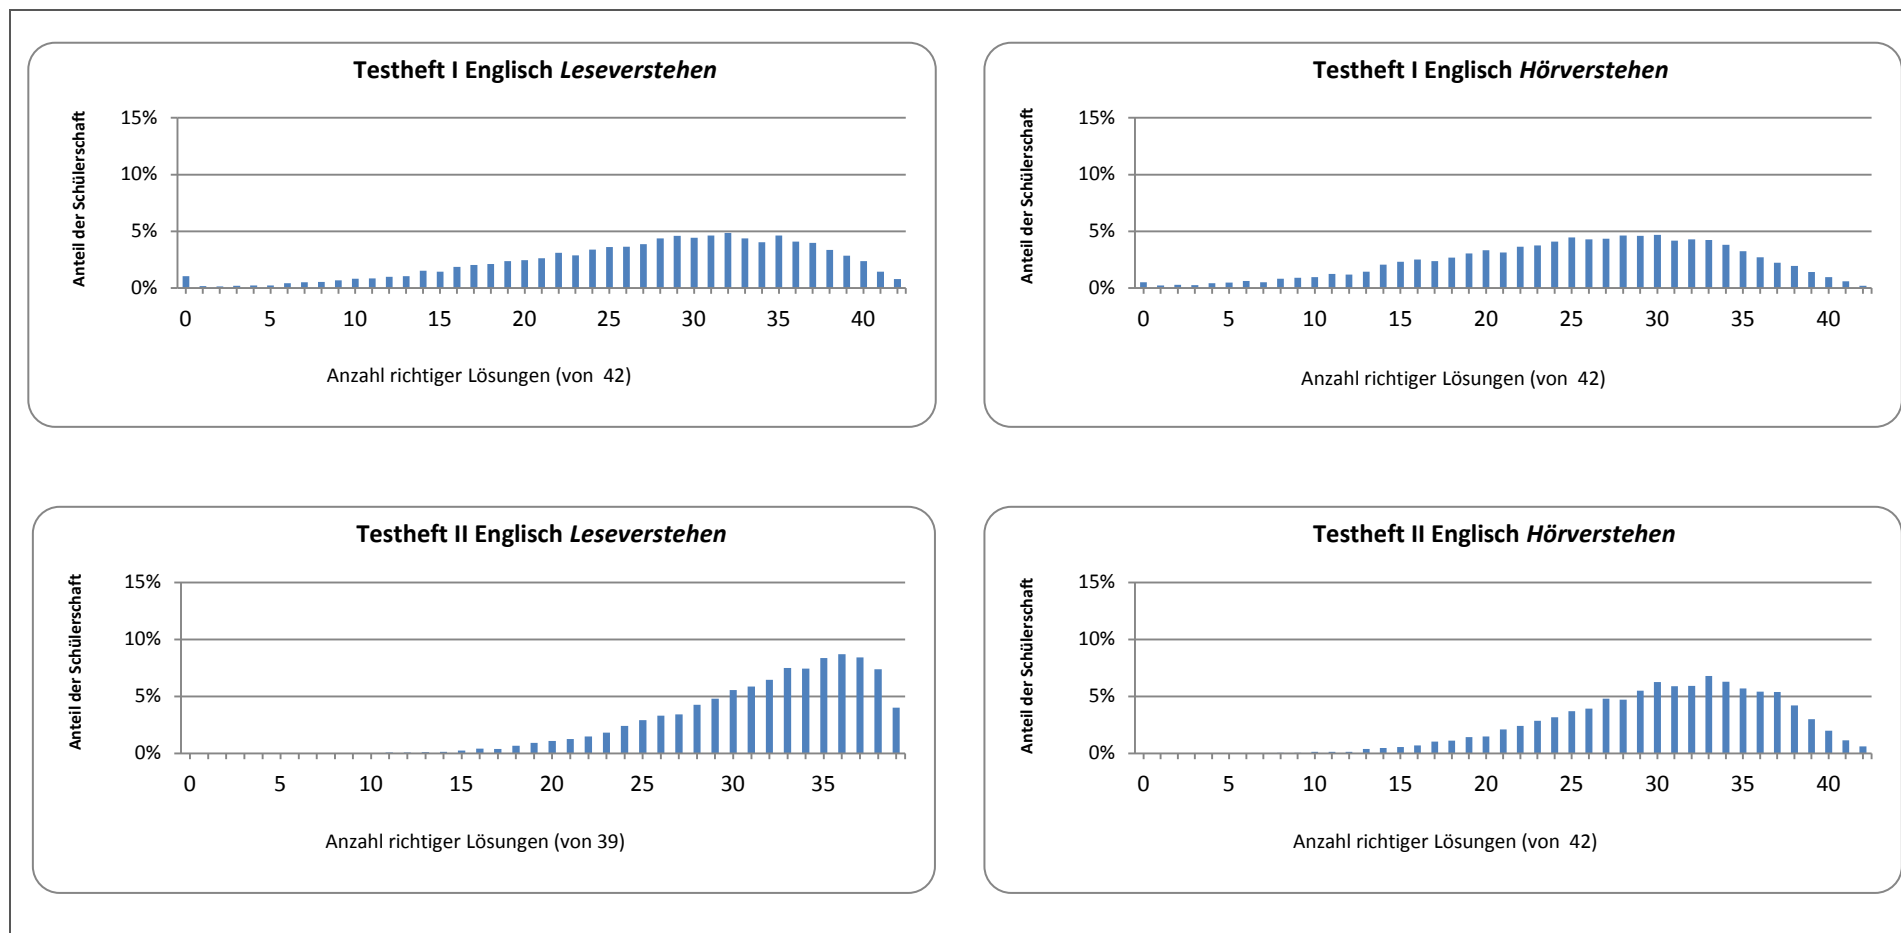 Testheft I Englisch Leseverstehen
Anteil der Schülerschaft
15%
10%
5%
0%
0 5 10 15 20 25 30 35 40
Anzahl richtiger Lösungen (von 42)
Testheft I Englisch Hörverstehen
Anteil der Schülerschaft
15%
10%
5%
0%
0 5 10 15 20 25 30 35 40
Anzahl richtiger Lösungen (von 42)
Testheft II Englisch Leseverstehen
Anteil der Schülerschaft
15%
10%
5%
0%
0 5 10 15 20 25 30 35
Anzahl richtiger Lösungen (von 39)
Testheft II Englisch Hörverstehen
Anteil der Schülerschaft
15%
10%
5%
0%
0 5 10 15 20 25 30 35 40
Anzahl richtiger Lösungen (von 42)